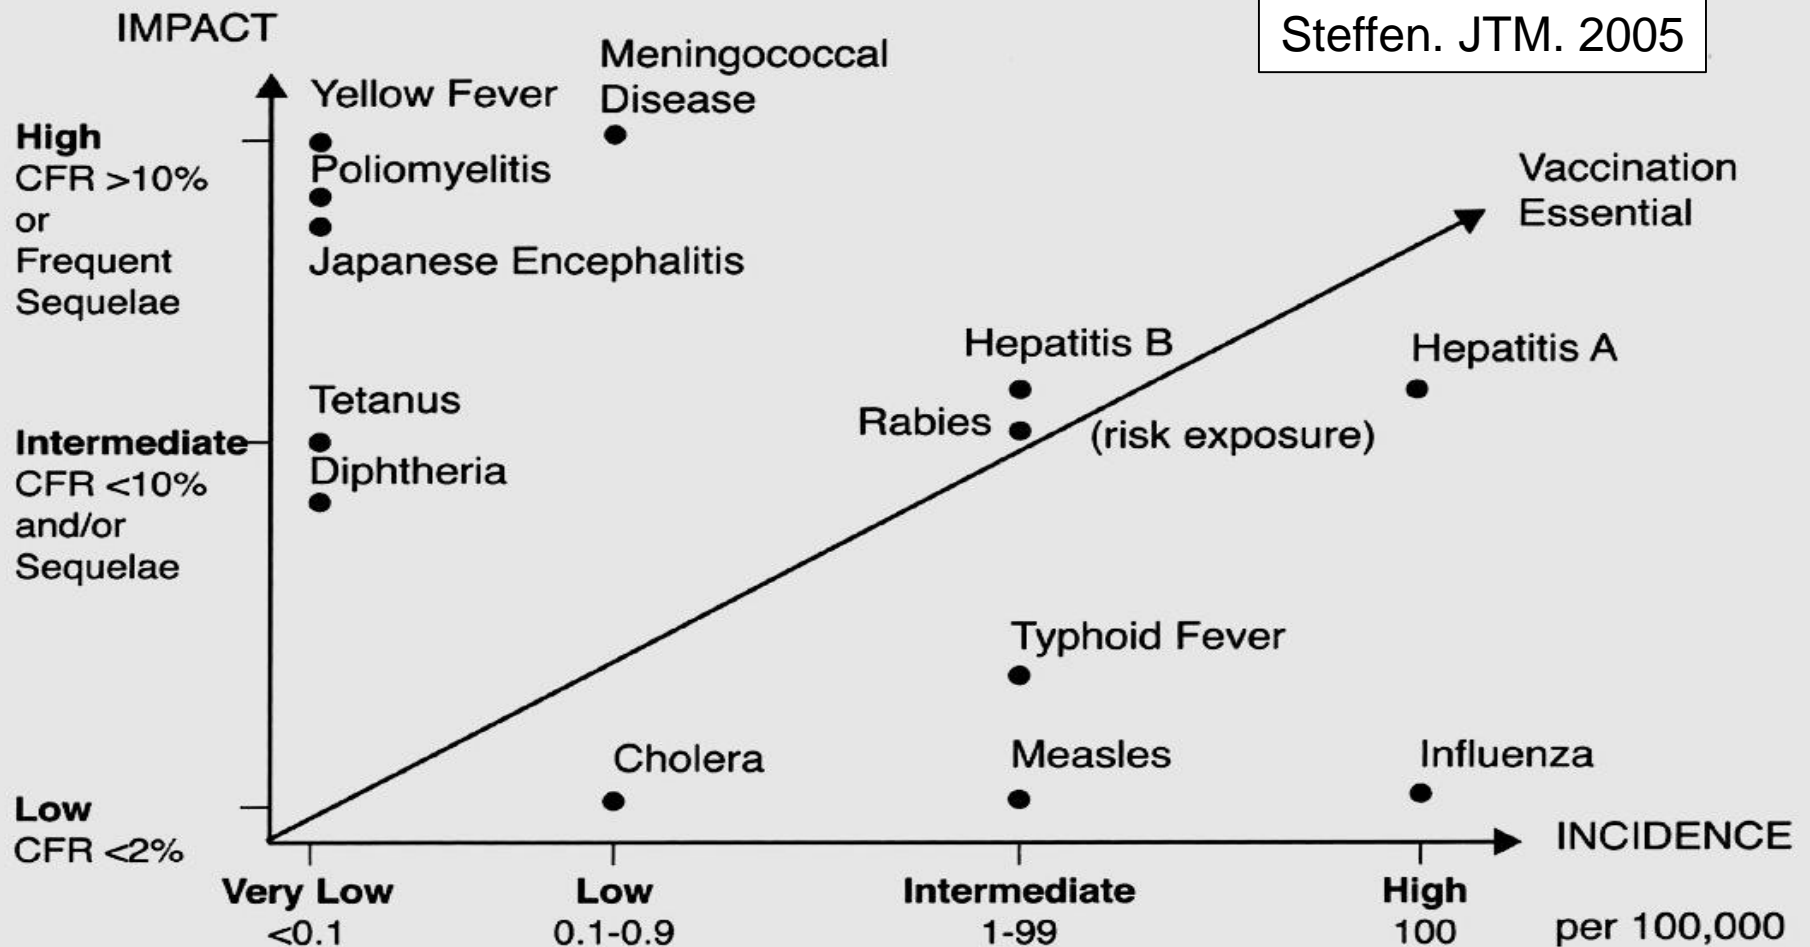 IMPACT
Steffen. JTM. 2005
Meningococcal
Disease
Yellow Fever
High
CFR >10%
or
Frequent
Sequelae
Poliomyelitis
Japanese Encephalitis
Vaccination
Essential
Hepatitis B
Hepatitis A
Rabies
(risk exposure)
Tetanus
Intermediate
CFR <10%
and/or
Sequelae
Diphtheria
Typhoid Fever
Cholera
Measles
Influenza
Low
CFR <2%
INCIDENCE
Very Low
<0.1
Low
0.1-0.9
Intermediate
1-99
High
100
per 100,000